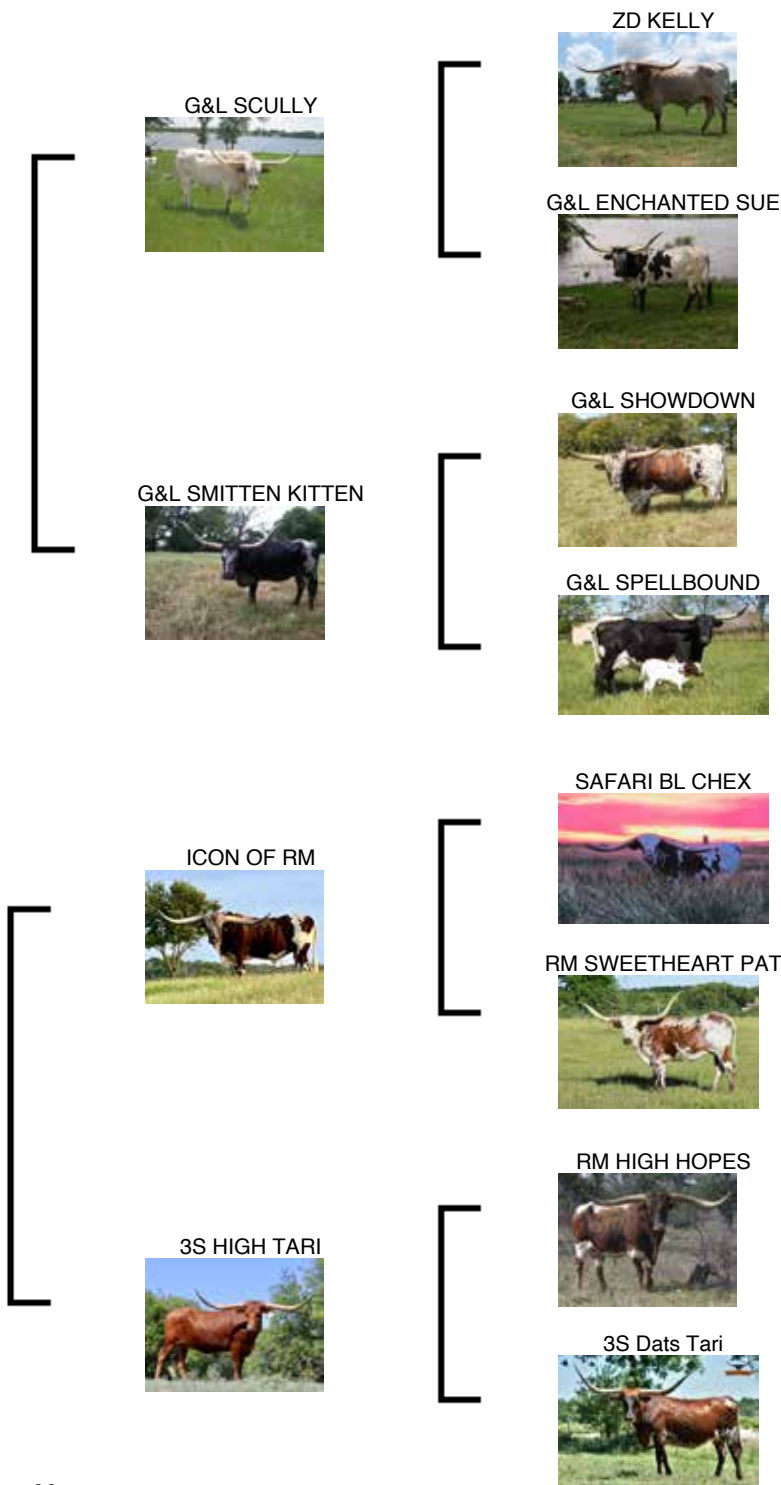 ZD KELLY
G&L SCULLY
G&L ENCHANTED SUE
G&L SHOWDOWN
G&L SMITTEN KITTEN
G&L SPELLBOUND
SAFARI BL CHEX
ICON OF RM
RM SWEETHEART PAT
RM HIGH HOPES
3S HIGH TARI
3S Dats Tari